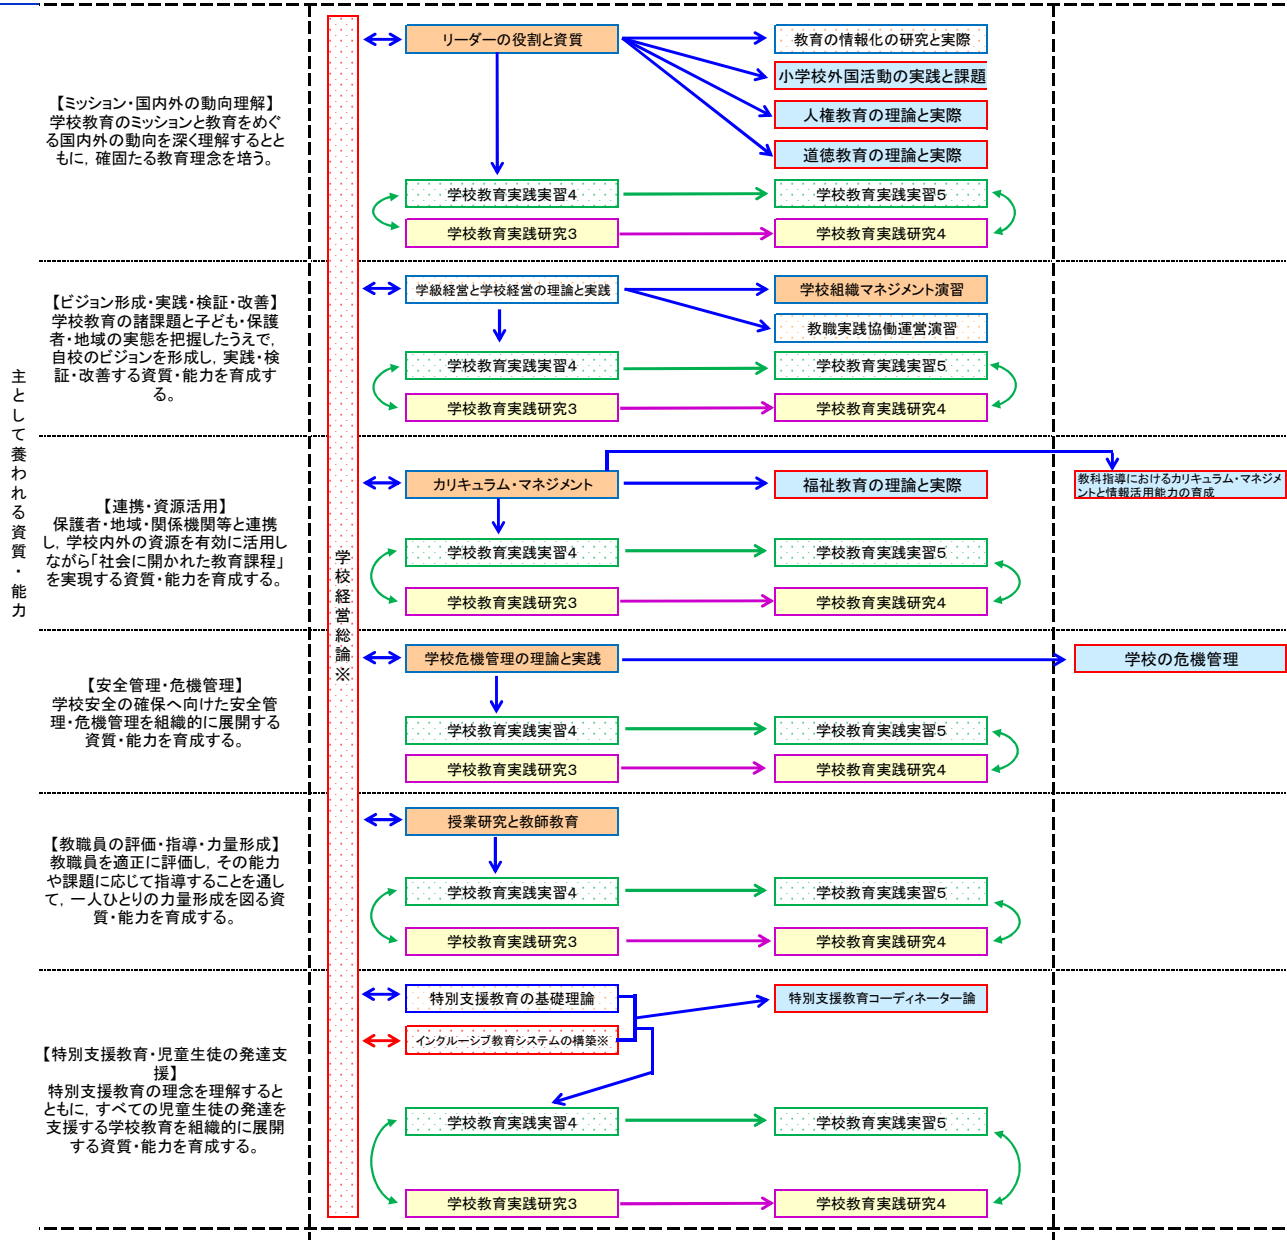 主として養われる資質・能力
学校経営総論※
【ミッション・国内外の動向理解】
学校教育のミッションと教育をめぐ
る国内外の動向を深く理解するとと
もに，確固たる教育理念を培う。
リーダーの役割と資質
教育の情報化の研究と実際
小学校外国活動の実践と課題
人権教育の理論と実際
道徳教育の理論と実際
学校教育実践実習4
学校教育実践実習5
学校教育実践研究3
学校教育実践研究4
【ビジョン形成・実践・検証・改善】
学校教育の諸課題と子ども・保護
者・地域の実態を把握したうえで，
自校のビジョンを形成し，実践・検
証・改善する資質・能力を育成す
る。
学級経営と学校経営の理論と実践
学校組織マネジメント演習
教職実践協働運営演習
学校教育実践実習4
学校教育実践実習5
学校教育実践研究3
学校教育実践研究4
【連携・資源活用】
保護者・地域・関係機関等と連携
し，学校内外の資源を有効に活用し
ながら「社会に開かれた教育課程」
を実現する資質・能力を育成する。
カリキュラム・マネジメント
福祉教育の理論と実際
教科指導におけるカリキュラム・マネジメ
ントと情報活用能力の育成
学校教育実践実習4
学校教育実践実習5
学校教育実践研究3
学校教育実践研究4
【安全管理・危機管理】
学校安全の確保へ向けた安全管
理・危機管理を組織的に展開する
資質・能力を育成する。
学校危機管理の理論と実践
学校の危機管理
学校教育実践実習4
学校教育実践実習5
学校教育実践研究3
学校教育実践研究4
【教職員の評価・指導・力量形成】
教職員を適正に評価し，その能力
や課題に応じて指導することを通し
て，一人ひとりの力量形成を図る資
質・能力を育成する。
授業研究と教師教育
学校教育実践実習4
学校教育実践実習5
学校教育実践研究3
学校教育実践研究4
【特別支援教育・児童生徒の発達支
援】
特別支援教育の理念を理解すると
ともに，すべての児童生徒の発達を
支援する学校教育を組織的に展開
する資質・能力を育成する。
特別支援教育の基礎理論
特別支援教育コーディネーター論
インクルーシブ教育システムの構築※
学校教育実践実習4
学校教育実践実習5
学校教育実践研究3
学校教育実践研究4